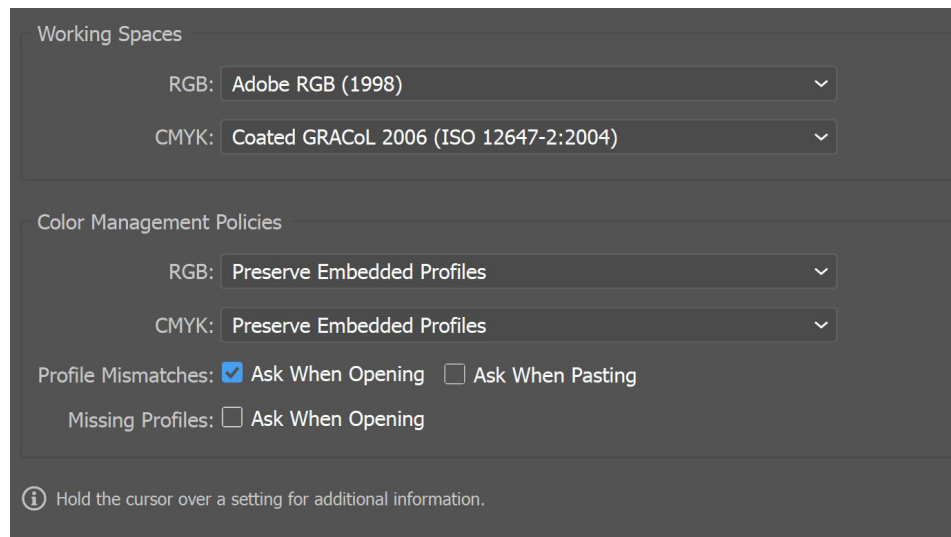 Working Spaces
RGB: Adobe RGB (1998)
CMYK: Coated GRACoL 2006 (ISO 12647-2:2004)
Color Management Policies
RGB: Preserve Embedded Profiles
CMYK: Preserve Embedded Profiles
Profile Mismatches: Ask When Opening Ask When Pasting
Missing Profiles: Ask When Opening
Hold the cursor over a setting for additional information.